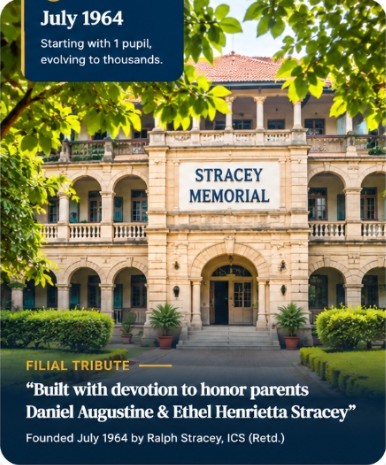 July 1964
Starting with 1 pupil,
evolving to thousands.
STRACEY
MEMORIAL
FILIAL TRIBUTE
“Built with devotion to honor parents
Daniel Augustine & Ethel Henrietta Stracey”
Founded July 1964 by Ralph Stracey, ICS (Retd.)